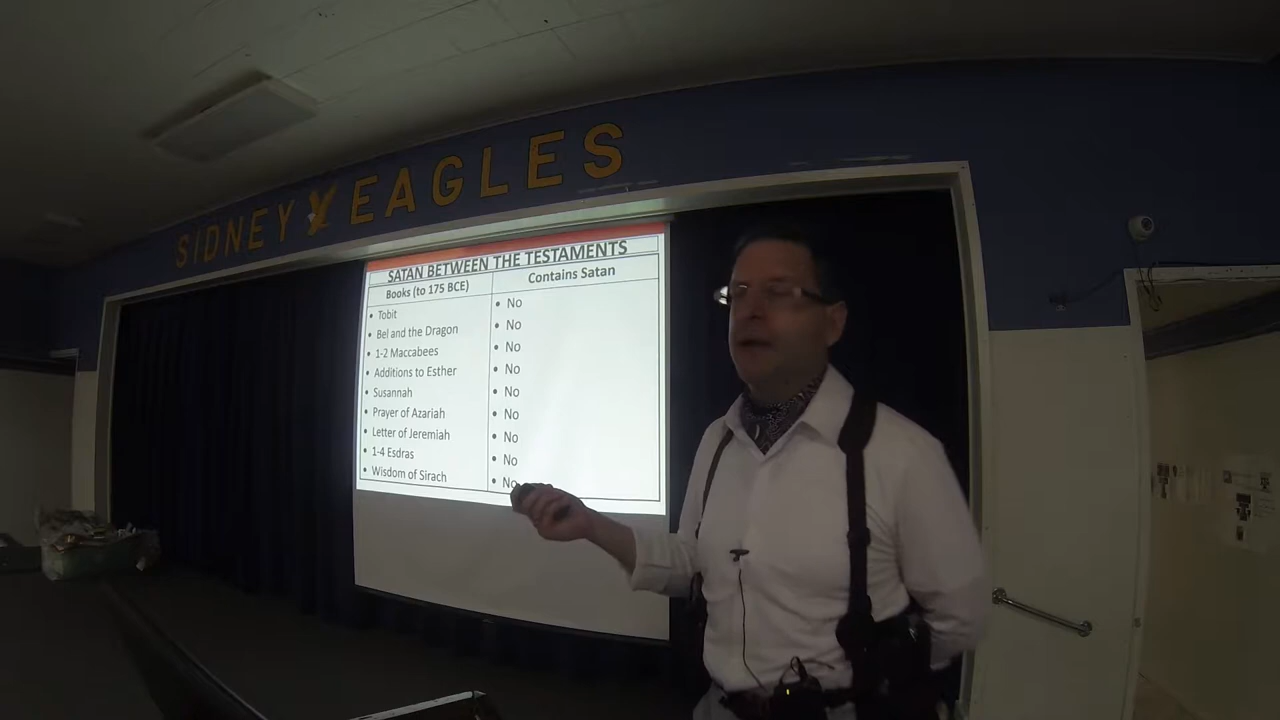 SIDNEY EAGLES
SATAN BETWEEN THE TESTAMENTS
Books (to 175 BCE) Contains Satan
• Tobit • No
• Bel and the Dragon • No
• 1-2 Maccabees • No
• Additions to Esther • No
• Susannah • No
• Prayer of Azariah • No
• Letter of Jeremiah • No
• 1-4 Esdras • No
• Wisdom of Sirach • No